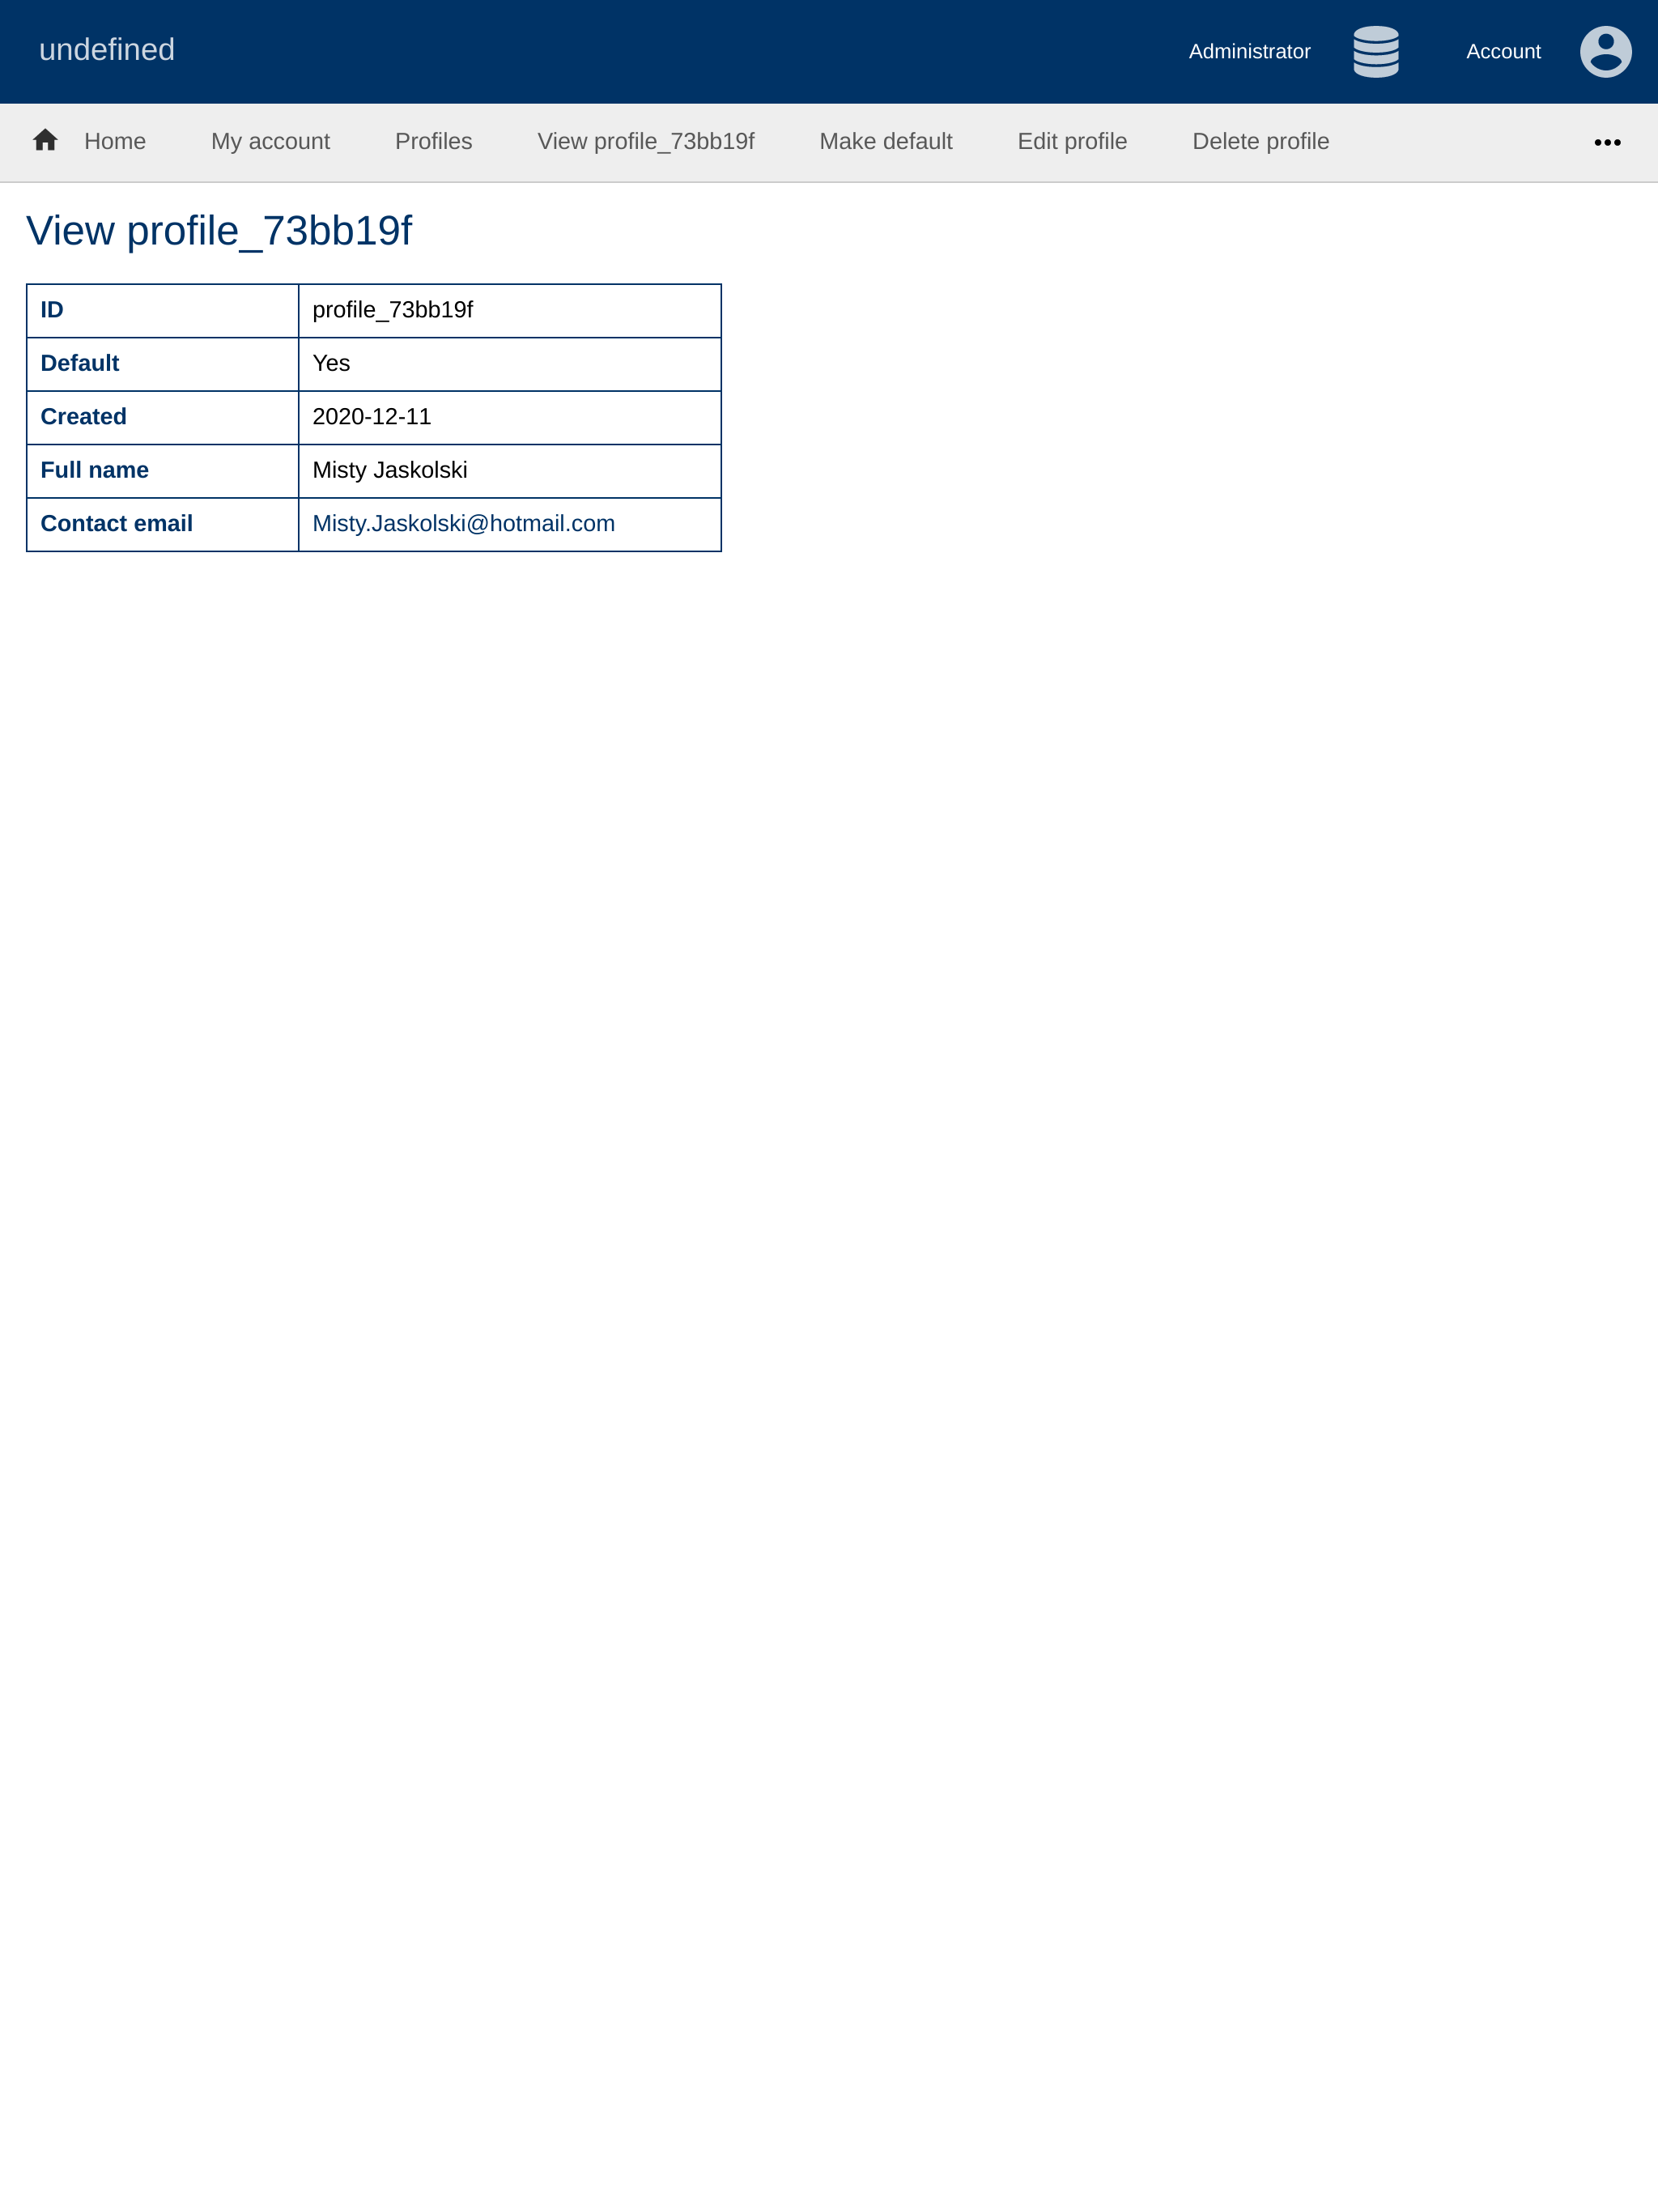 undefined
Administrator Account
Home My account Profiles View profile_73bb19f Make default Edit profile Delete profile
View profile_73bb19f
ID profile_73bb19f
Default Yes
Created 2020-12-11
Full name Misty Jaskolski
Contact email Misty.Jaskolski@hotmail.com